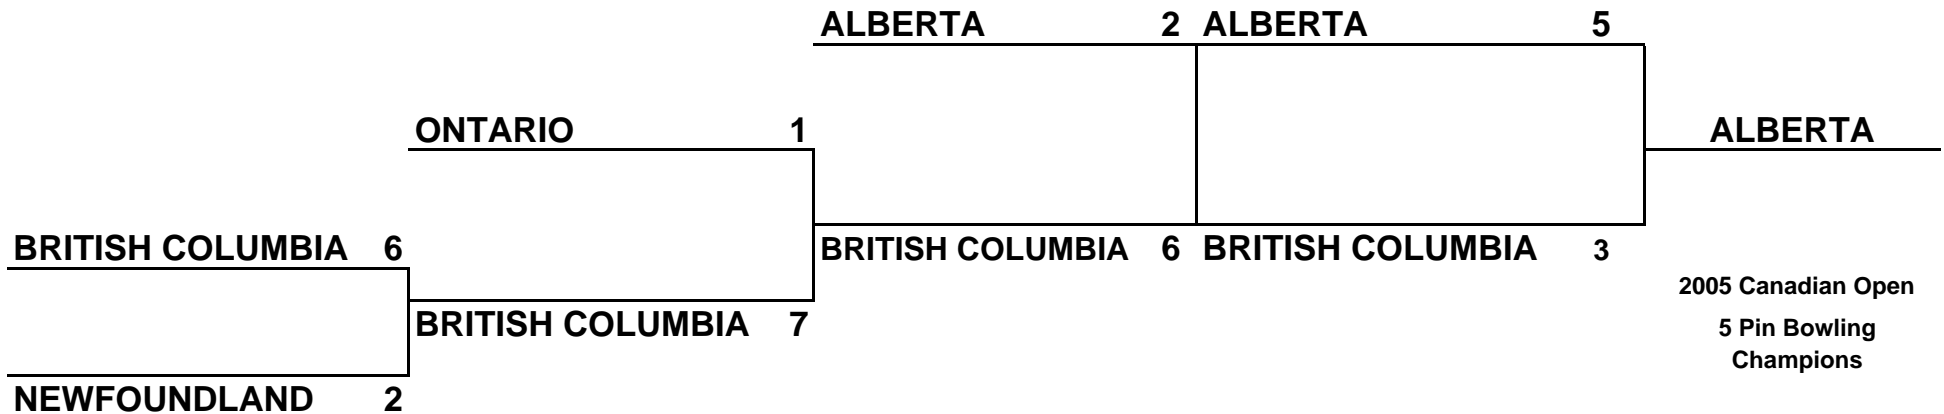 ALBERTA 2 ALBERTA 5
ONTARIO 1 ALBERTA
BRITISH COLUMBIA 6 BRITISH COLUMBIA 6 BRITISH COLUMBIA 3
2005 Canadian Open
BRITISH COLUMBIA 7 5 Pin Bowling
Champions
NEWFOUNDLAND 2